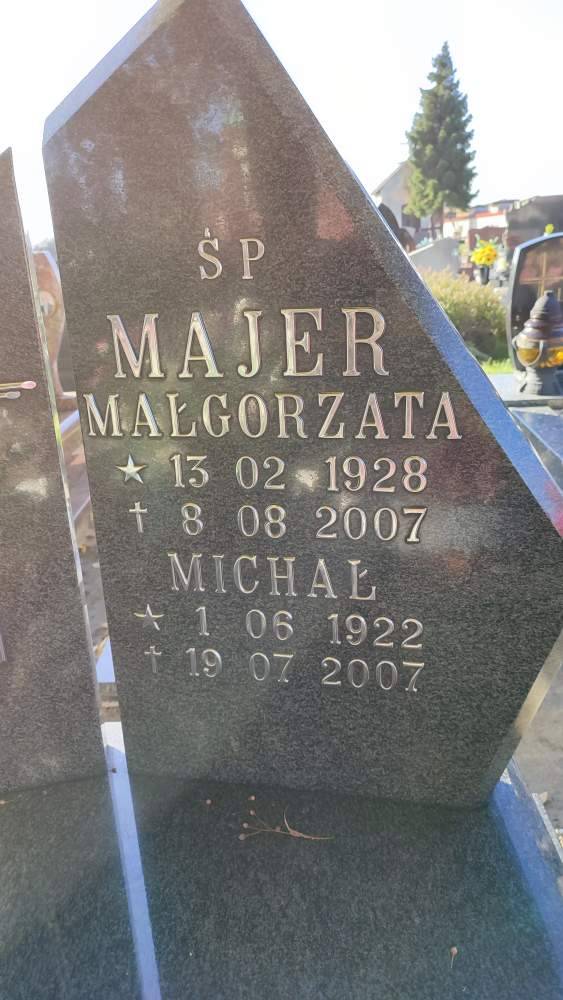 ŚP
MAJER
MAŁGORZATA
★ 13 02 1928
† 8 08 2007
MICHAŁ
★ 1 06 1922
† 19 07 2007